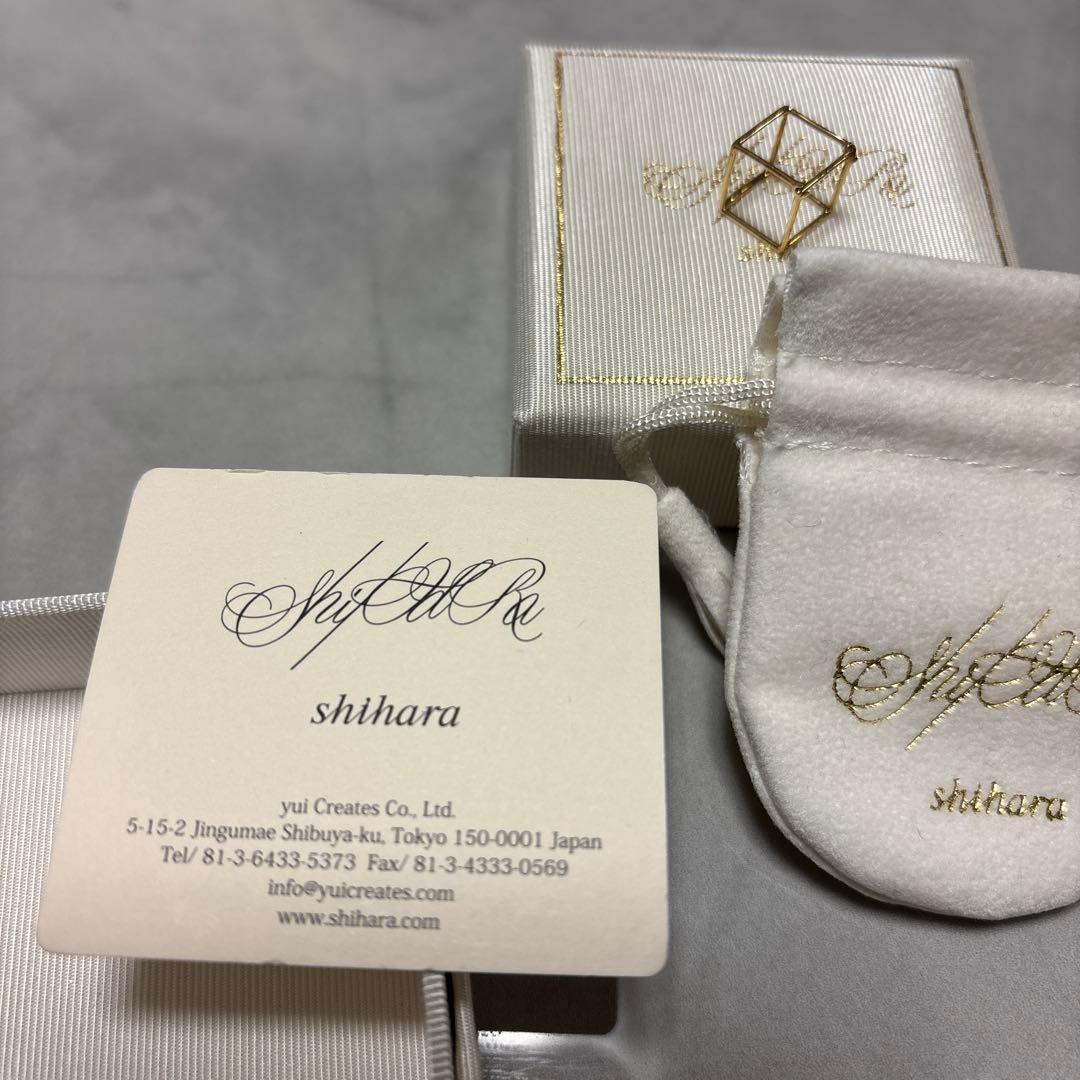 shihara
shihara
yui Creates Co., Ltd.
5-15-2 Jingumae Shibuya-ku, Tokyo 150-0001 Japan
Tel/ 81-3-6433-5373 Fax/ 81-3-4333-0569
info@yuicreates.com
www.shihara.com
shihara